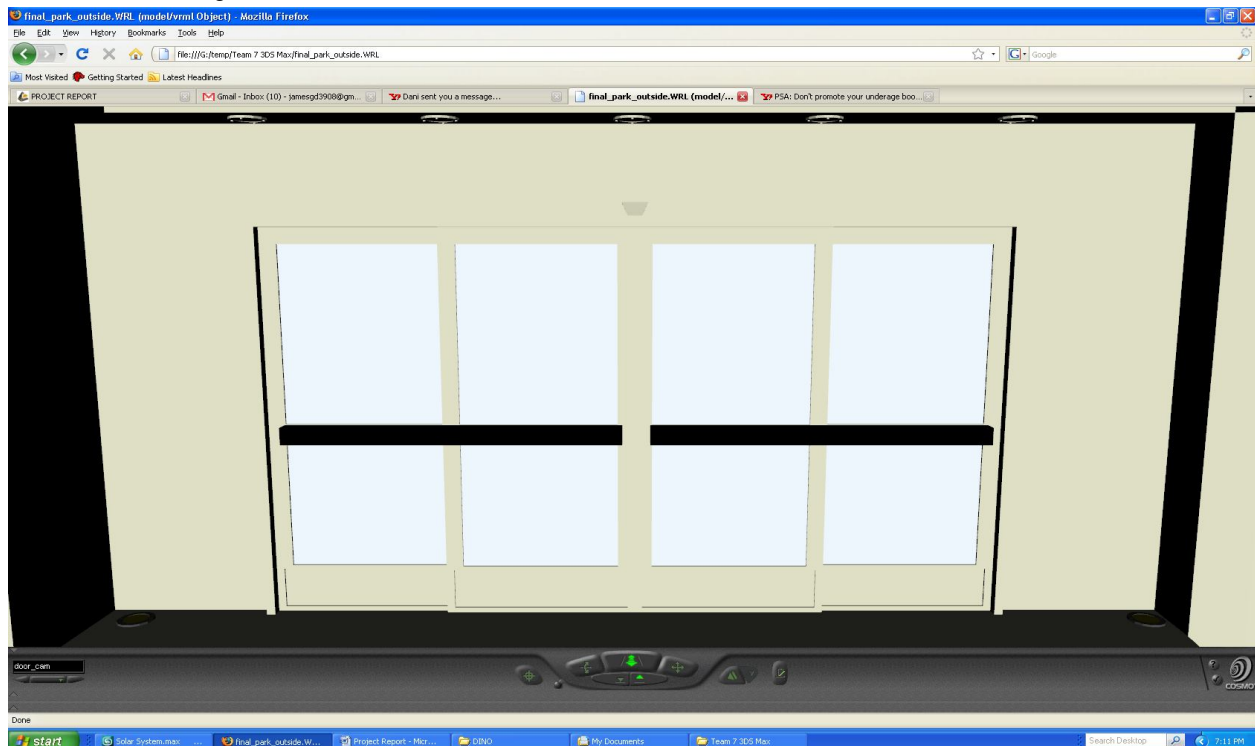 final_park_outside.WRL (model/vrml Object) - Mozilla Firefox
File Edit View History Bookmarks Tools Help
file:///G:/temp/Team 7 3DS Max/final_park_outside.WRL
Google
Most Visited Getting Started Latest Headlines
PROJECT REPORT Gmail - Inbox (10) - jamesgd3908@gm... Dani sent you a message... final_park_outside.WRL (model/... PSA: Don't promote your underage boo...
door_cam
COSMO
Done
start Solar System.max ... final_park_outside.W... Project Report - Micr... DINO My Documents Team 7 3DS Max Search Desktop 7:11 PM